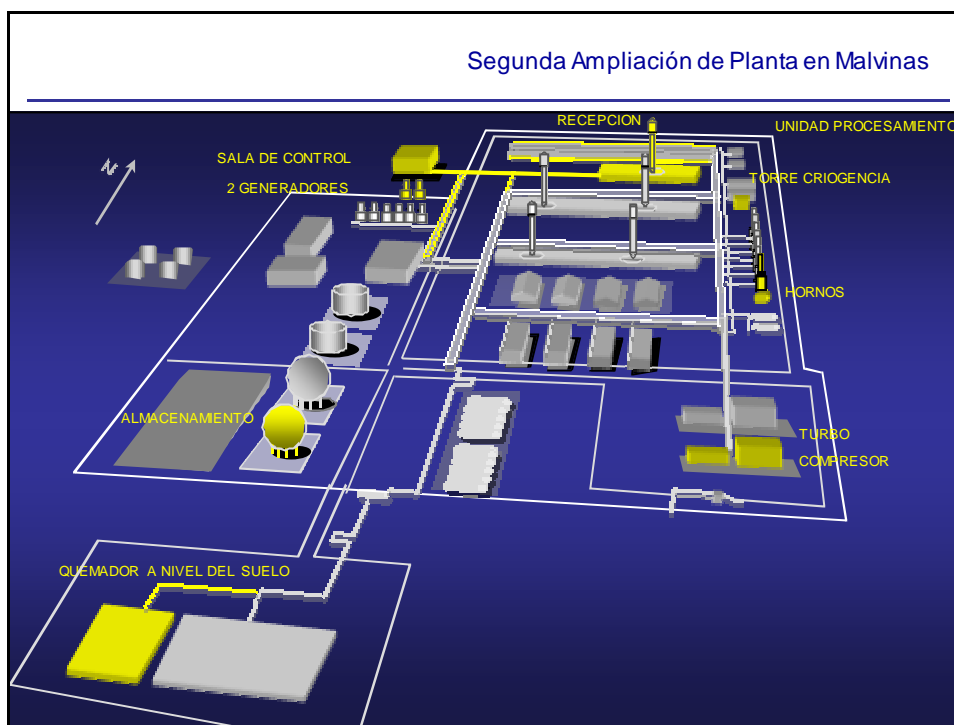 Segunda Ampliación de Planta en Malvinas
RECEPCION
UNIDAD PROCESAMIENTO
SALA DE CONTROL
TORRE CRIOGENCIA
2 GENERADORES
HORNOS
ALMACENAMIENTO
TURBO
COMPRESOR
QUEMADOR A NIVEL DEL SUELO